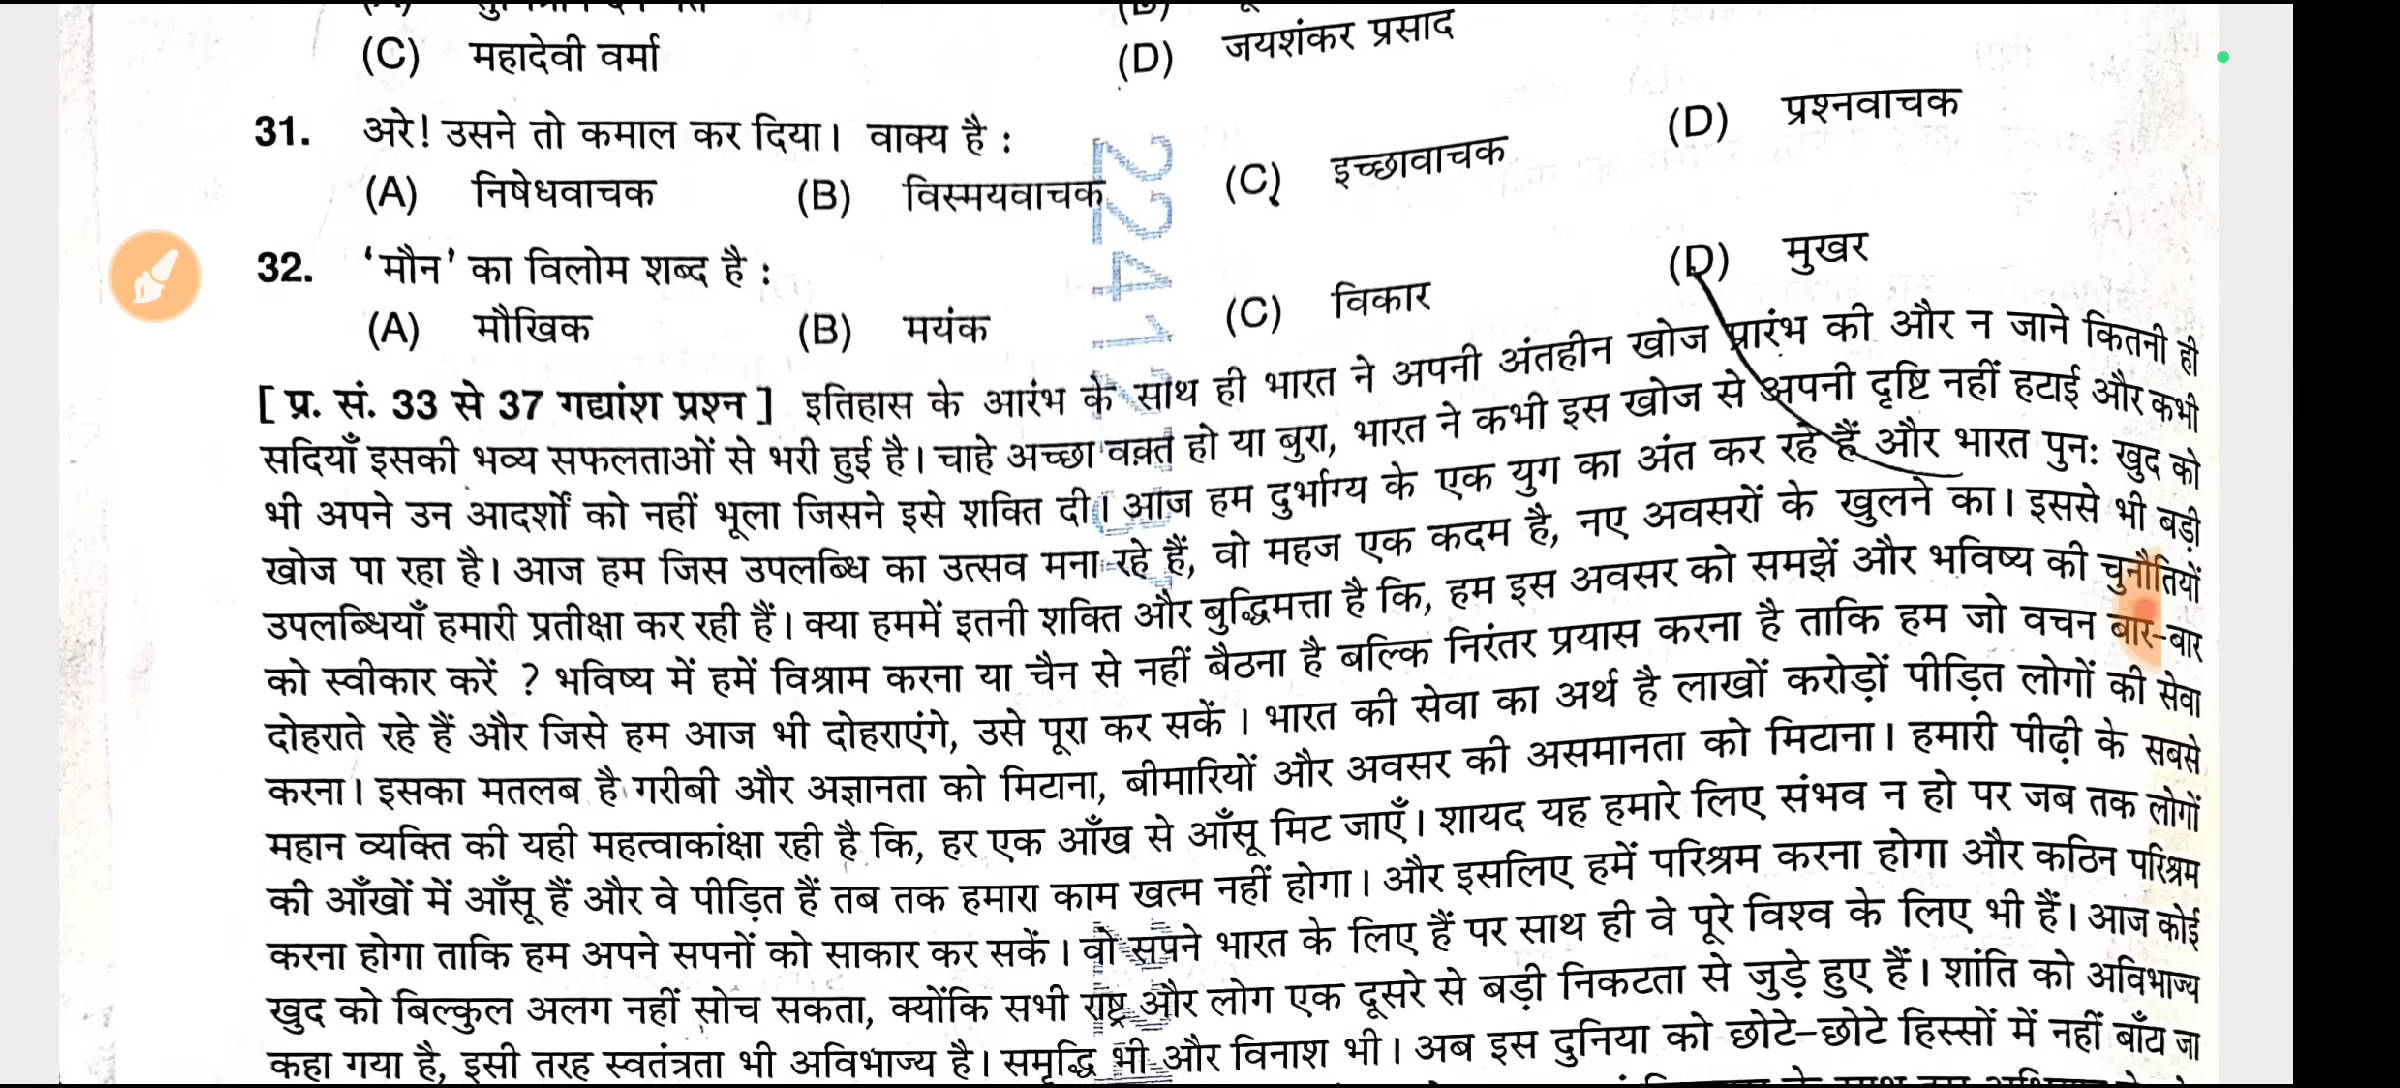 (C) महादेवी वर्मा (D) जयशंकर प्रसाद
31. अरे! उसने तो कमाल कर दिया। वाक्य है :
(A) निषेधवाचक (B) विस्मयवाचक (C) इच्छावाचक (D) प्रश्नवाचक
32. ‘मौन’ का विलोम शब्द है :
(A) मौखिक (B) मयंक (C) विकार (D) मुखर
[ प्र. सं. 33 से 37 गद्यांश प्रश्न ] इतिहास के आरंभ के साथ ही भारत ने अपनी अंतहीन खोज प्रारंभ की और न जाने कितनी ही
सदियाँ इसकी भव्य सफलताओं से भरी हुई है। चाहे अच्छा वक़्त हो या बुरा, भारत ने कभी इस खोज से अपनी दृष्टि नहीं हटाई और कभी
भी अपने उन आदर्शों को नहीं भूला जिसने इसे शक्ति दी। आज हम दुर्भाग्य के एक युग का अंत कर रहे हैं और भारत पुनः खुद को
खोज पा रहा है। आज हम जिस उपलब्धि का उत्सव मना रहे हैं, वो महज एक कदम है, नए अवसरों के खुलने का। इससे भी बड़ी
उपलब्धियाँ हमारी प्रतीक्षा कर रही हैं। क्या हममें इतनी शक्ति और बुद्धिमत्ता है कि, हम इस अवसर को समझें और भविष्य की चुनौतियों
को स्वीकार करें ? भविष्य में हमें विश्राम करना या चैन से नहीं बैठना है बल्कि निरंतर प्रयास करना है ताकि हम जो वचन बार-बार
दोहराते रहे हैं और जिसे हम आज भी दोहराएंगे, उसे पूरा कर सकें। भारत की सेवा का अर्थ है लाखों करोड़ों पीड़ित लोगों की सेवा
करना। इसका मतलब है गरीबी और अज्ञानता को मिटाना, बीमारियों और अवसर की असमानता को मिटाना। हमारी पीढ़ी के सबसे
महान व्यक्ति की यही महत्वाकांक्षा रही है कि, हर एक आँख से आँसू मिट जाएँ। शायद यह हमारे लिए संभव न हो पर जब तक लोगों
की आँखों में आँसू हैं और वे पीड़ित हैं तब तक हमारा काम खत्म नहीं होगा। और इसलिए हमें परिश्रम करना होगा और कठिन परिश्रम
करना होगा ताकि हम अपने सपनों को साकार कर सकें। वो सपने भारत के लिए हैं पर साथ ही वे पूरे विश्व के लिए भी हैं। आज कोई
खुद को बिल्कुल अलग नहीं सोच सकता, क्योंकि सभी राष्ट्र और लोग एक दूसरे से बड़ी निकटता से जुड़े हुए हैं। शांति को अविभाज्य
कहा गया है, इसी तरह स्वतंत्रता भी अविभाज्य है। समृद्धि भी और विनाश भी। अब इस दुनिया को छोटे-छोटे हिस्सों में नहीं बाँटा जा